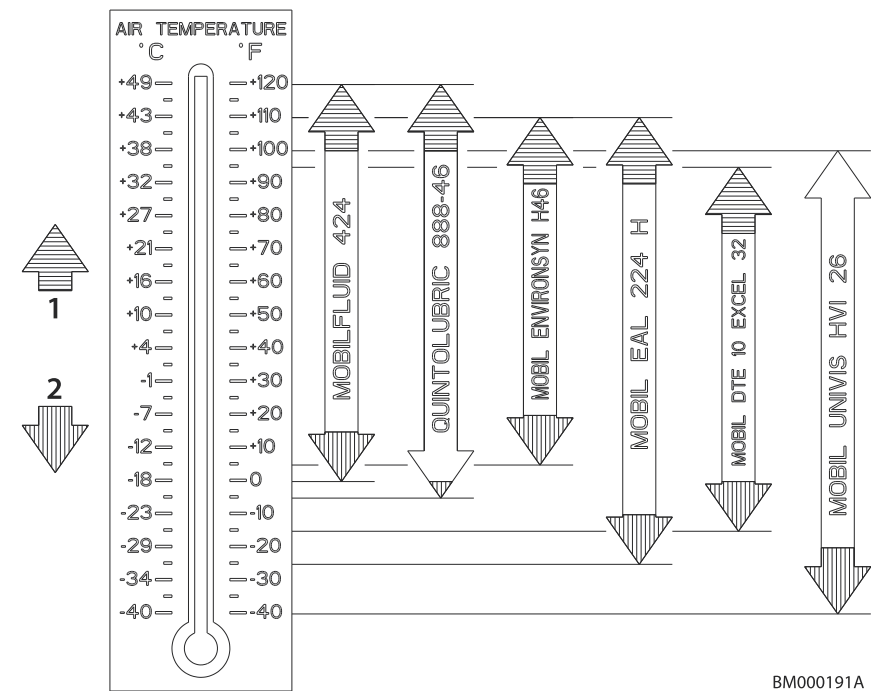 AIR TEMPERATURE
°C °F
+49 +120
+43 +110
+38 +100
+32 +90
+27 +80
+21 +70
+16 +60
+10 +50
+4 +40
-1 +30
-7 +20
-12 +10
-18 0
-23 -10
-29 -20
-34 -30
-40 -40
1
2
MOBILFLUID 424
QUINTOLUBRIC 888-46
MOBIL ENVIRONSYN H46
MOBIL EAL 224 H
MOBIL DTE 10 EXCEL 32
MOBIL UNIVIS HVI 26
BM000191A